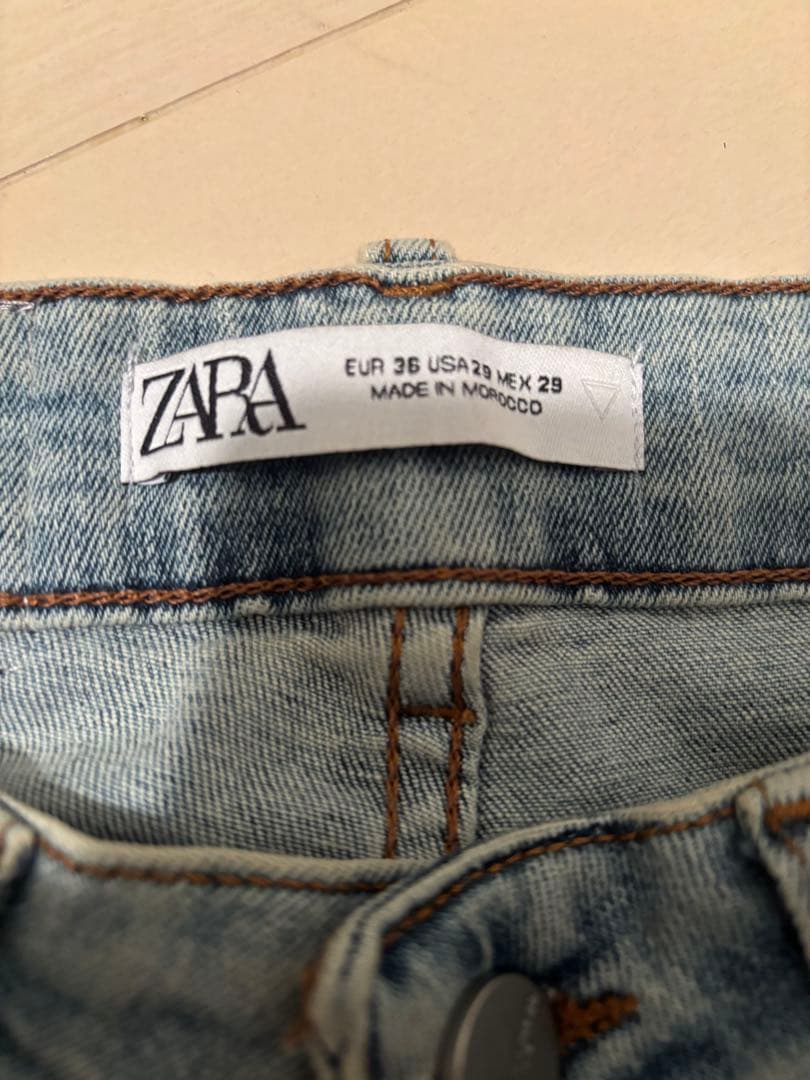 ZARA
EUR 36 USA 29 MEX 29
MADE IN MOROCCO